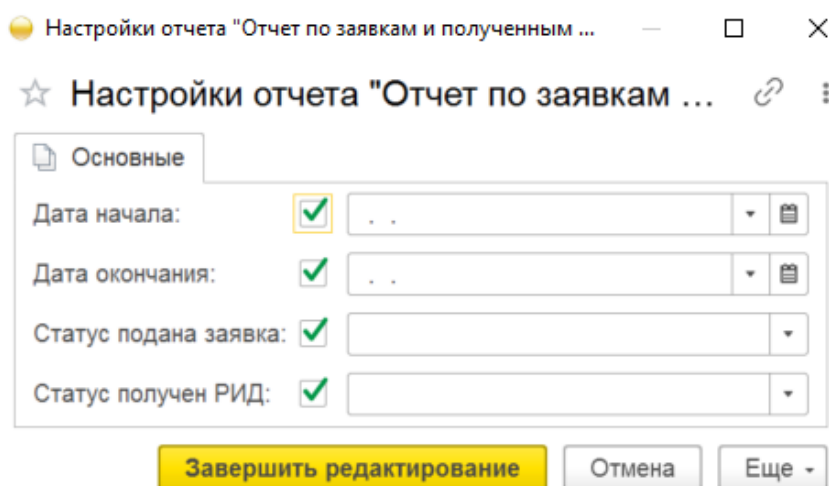 Настройки отчета "Отчет по заявкам и полученным ...
Настройки отчета "Отчет по заявкам ...
Основные
Дата начала: . .
Дата окончания: . .
Статус подана заявка:
Статус получен РИД:
Завершить редактирование Отмена Еще